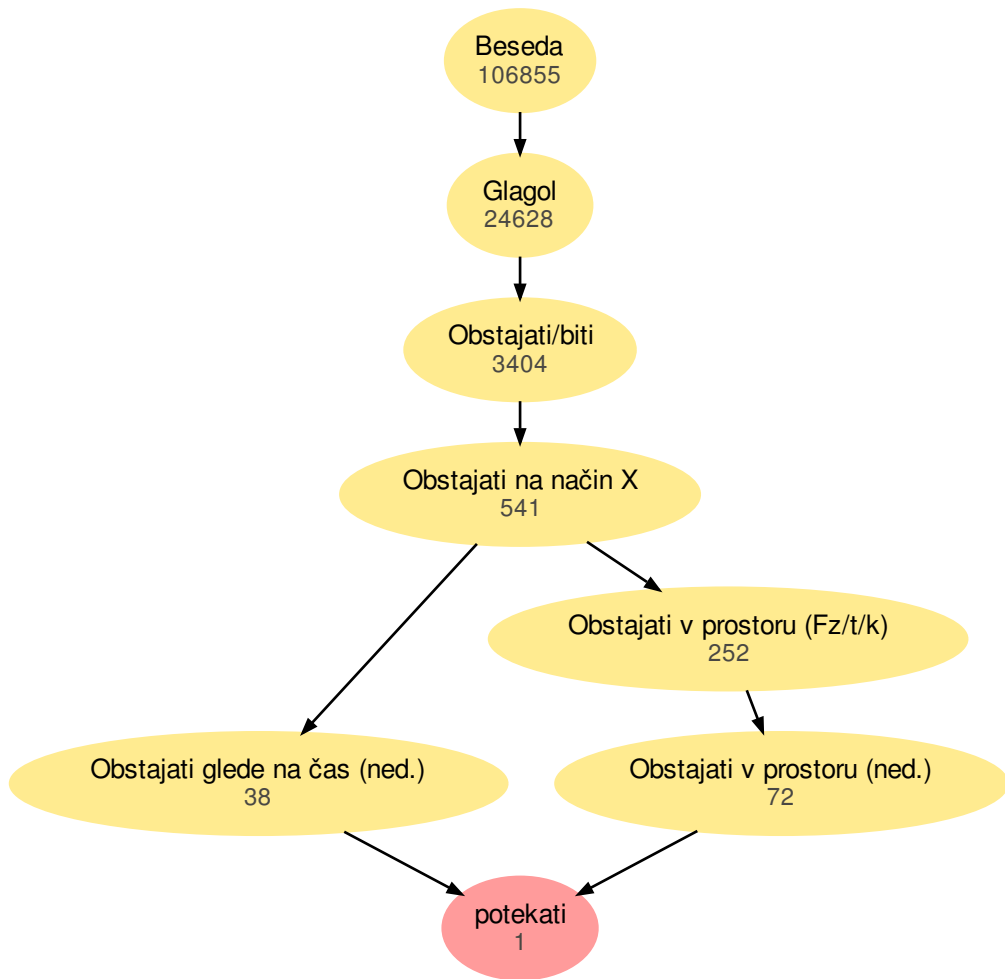 Beseda
106855
Glagol
24628
Obstajati/biti
3404
Obstajati na način X
541
Obstajati v prostoru (Fz/t/k)
252
Obstajati glede na čas (ned.)
38
Obstajati v prostoru (ned.)
72
potekati
1